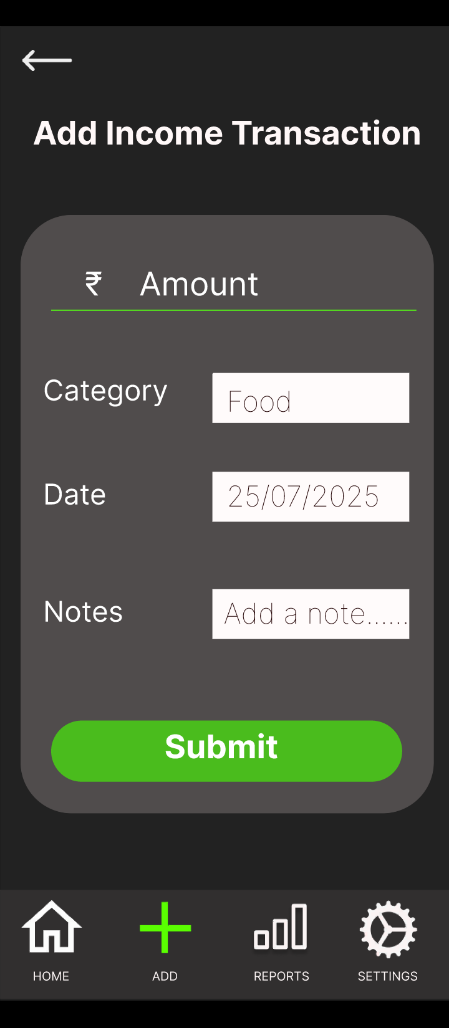 Add Income Transaction
₹ Amount
Category Food
Date 25/07/2025
Notes Add a note......
Submit
HOME ADD REPORTS SETTINGS